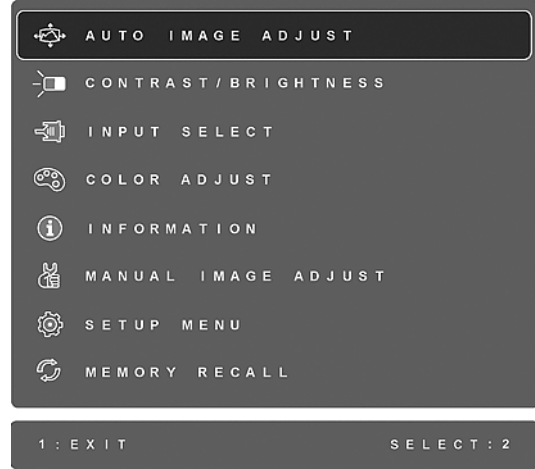 AUTO IMAGE ADJUST
CONTRAST/BRIGHTNESS
INPUT SELECT
COLOR ADJUST
INFORMATION
MANUAL IMAGE ADJUST
SETUP MENU
MEMORY RECALL
1:EXIT SELECT:2